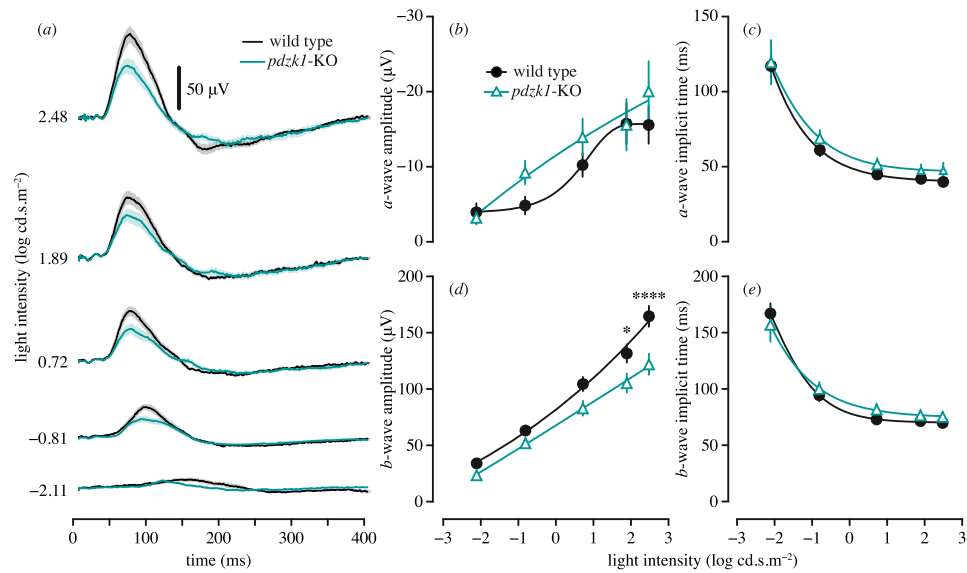 (a)
wild type
pdzk1-KO
50 µV
2.48
1.89
0.72
−0.81
−2.11
light intensity (log cd.s.m−2)
0 100 200 300 400
time (ms)
(b)
wild type
pdzk1-KO
−30
−20
−10
0
a-wave amplitude (µV)
(c)
150
100
50
0
a-wave implicit time (ms)
(d)
****
*
200
150
100
50
0
b-wave amplitude (µV)
−3 −2 −1 0 1 2 3
(e)
200
150
100
50
0
b-wave implicit time (ms)
−3 −2 −1 0 1 2 3
light intensity (log cd.s.m−2)